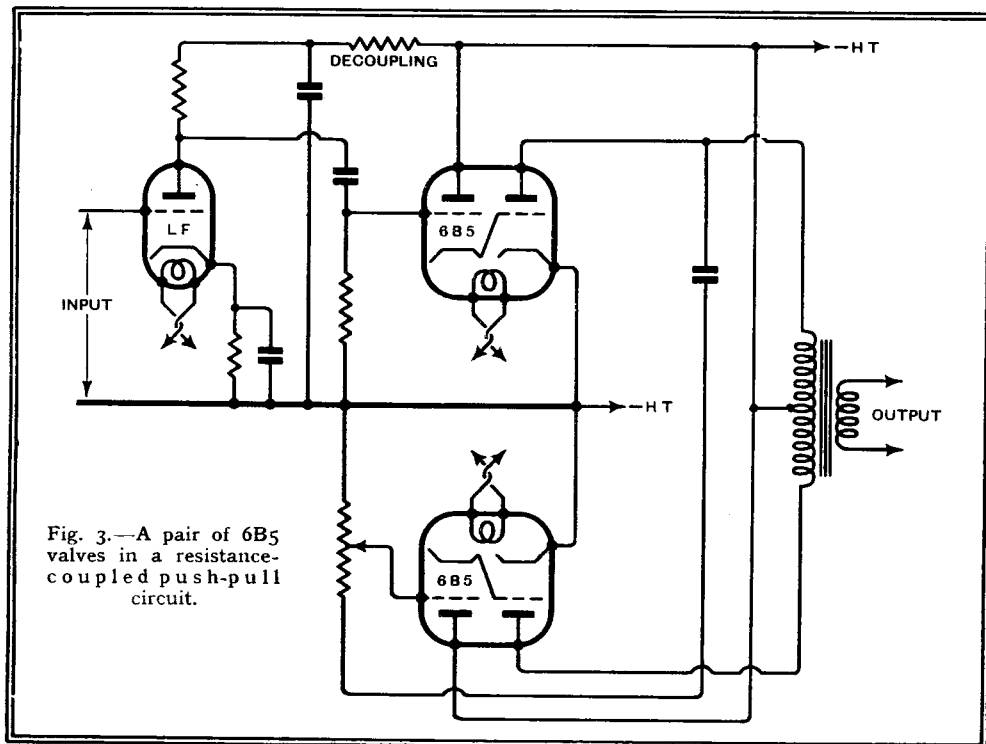 —HT
DECOUPLING
LF
6B5
INPUT
—HT
OUTPUT
6B5
Fig. 3.—A pair of 6B5
valves in a resistance-
coupled push-pull
circuit.